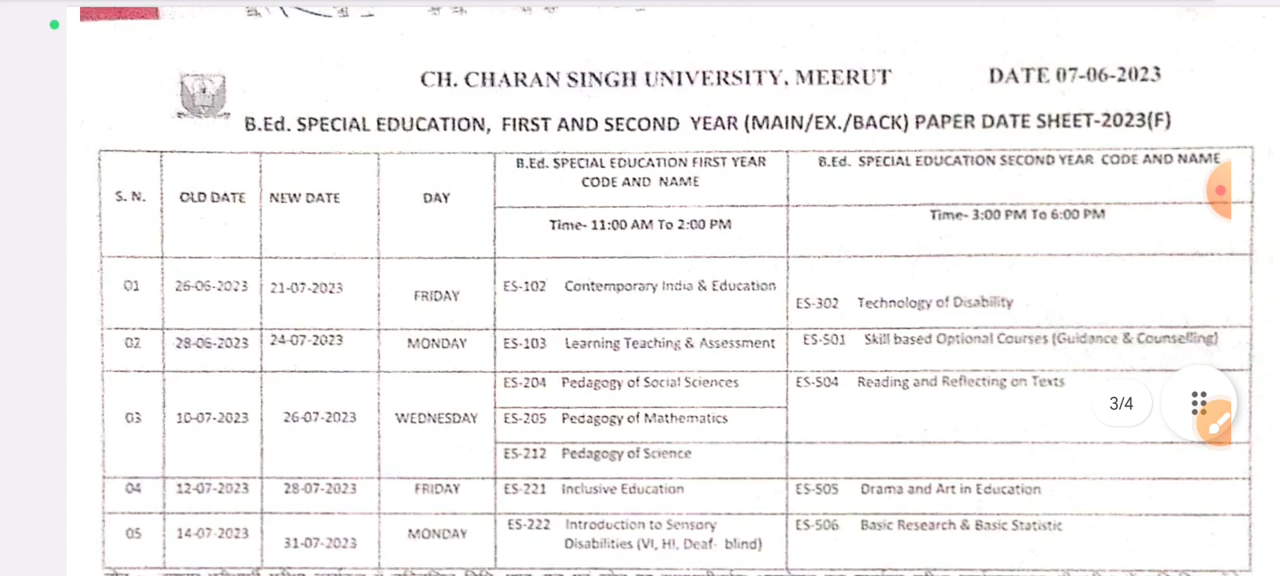 CH. CHARAN SINGH UNIVERSITY, MEERUT DATE 07-06-2023
B.Ed. SPECIAL EDUCATION, FIRST AND SECOND YEAR (MAIN/EX./BACK) PAPER DATE SHEET-2023(F)
S. N. OLD DATE NEW DATE DAY B.Ed. SPECIAL EDUCATION FIRST YEAR CODE AND NAME B.Ed. SPECIAL EDUCATION SECOND YEAR CODE AND NAME
Time- 11:00 AM To 2:00 PM Time- 3:00 PM To 6:00 PM
01 26-06-2023 21-07-2023 FRIDAY ES-102 Contemporary India & Education ES-302 Technology of Disability
02 28-06-2023 24-07-2023 MONDAY ES-103 Learning Teaching & Assessment ES-501 Skill based Optional Courses (Guidance & Counselling)
ES-204 Pedagogy of Social Sciences ES-504 Reading and Reflecting on Texts
03 10-07-2023 26-07-2023 WEDNESDAY ES-205 Pedagogy of Mathematics
3/4
ES-212 Pedagogy of Science
04 12-07-2023 28-07-2023 FRIDAY ES-221 Inclusive Education ES-505 Drama and Art in Education
05 14-07-2023 31-07-2023 MONDAY ES-222 Introduction to Sensory ES-506 Basic Research & Basic Statistic
Disabilities (VI, HI, Deaf- blind)